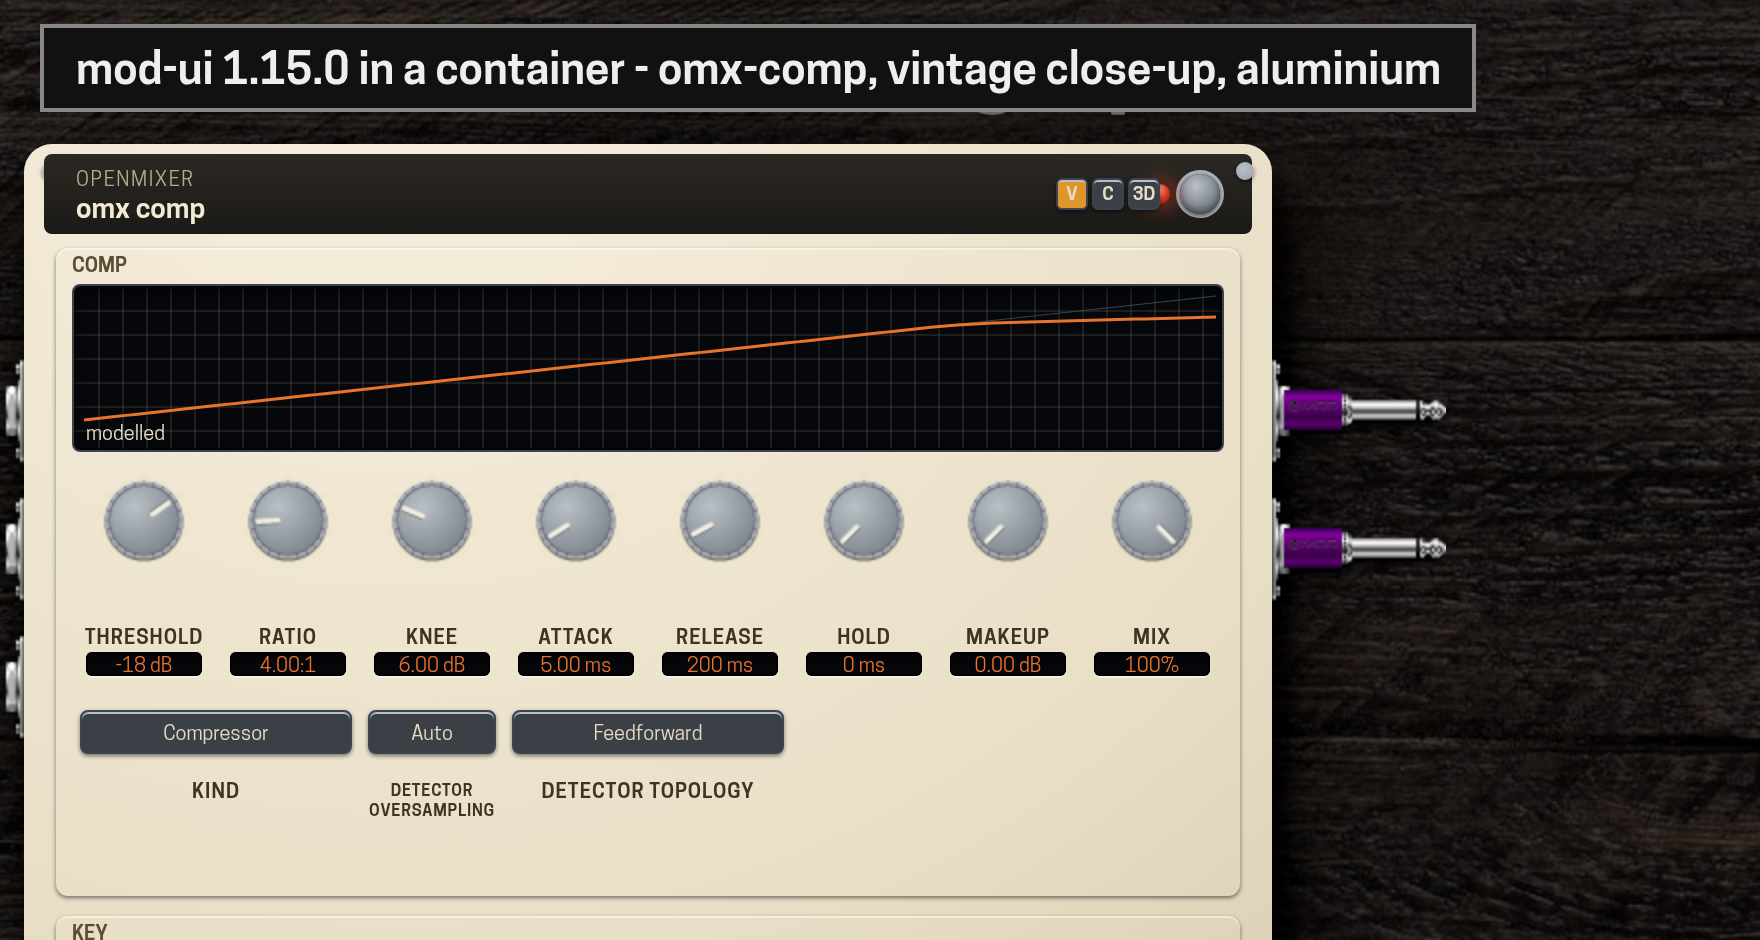 mod-ui 1.15.0 in a container - omx-comp, vintage close-up, aluminium
OPENMIXER
omx comp
V C 3D
COMP
modelled
THRESHOLD RATIO KNEE ATTACK RELEASE HOLD MAKEUP MIX
-18 dB 4.00:1 6.00 dB 5.00 ms 200 ms 0 ms 0.00 dB 100%
Compressor Auto Feedforward
KIND DETECTOR OVERSAMPLING DETECTOR TOPOLOGY
KEY